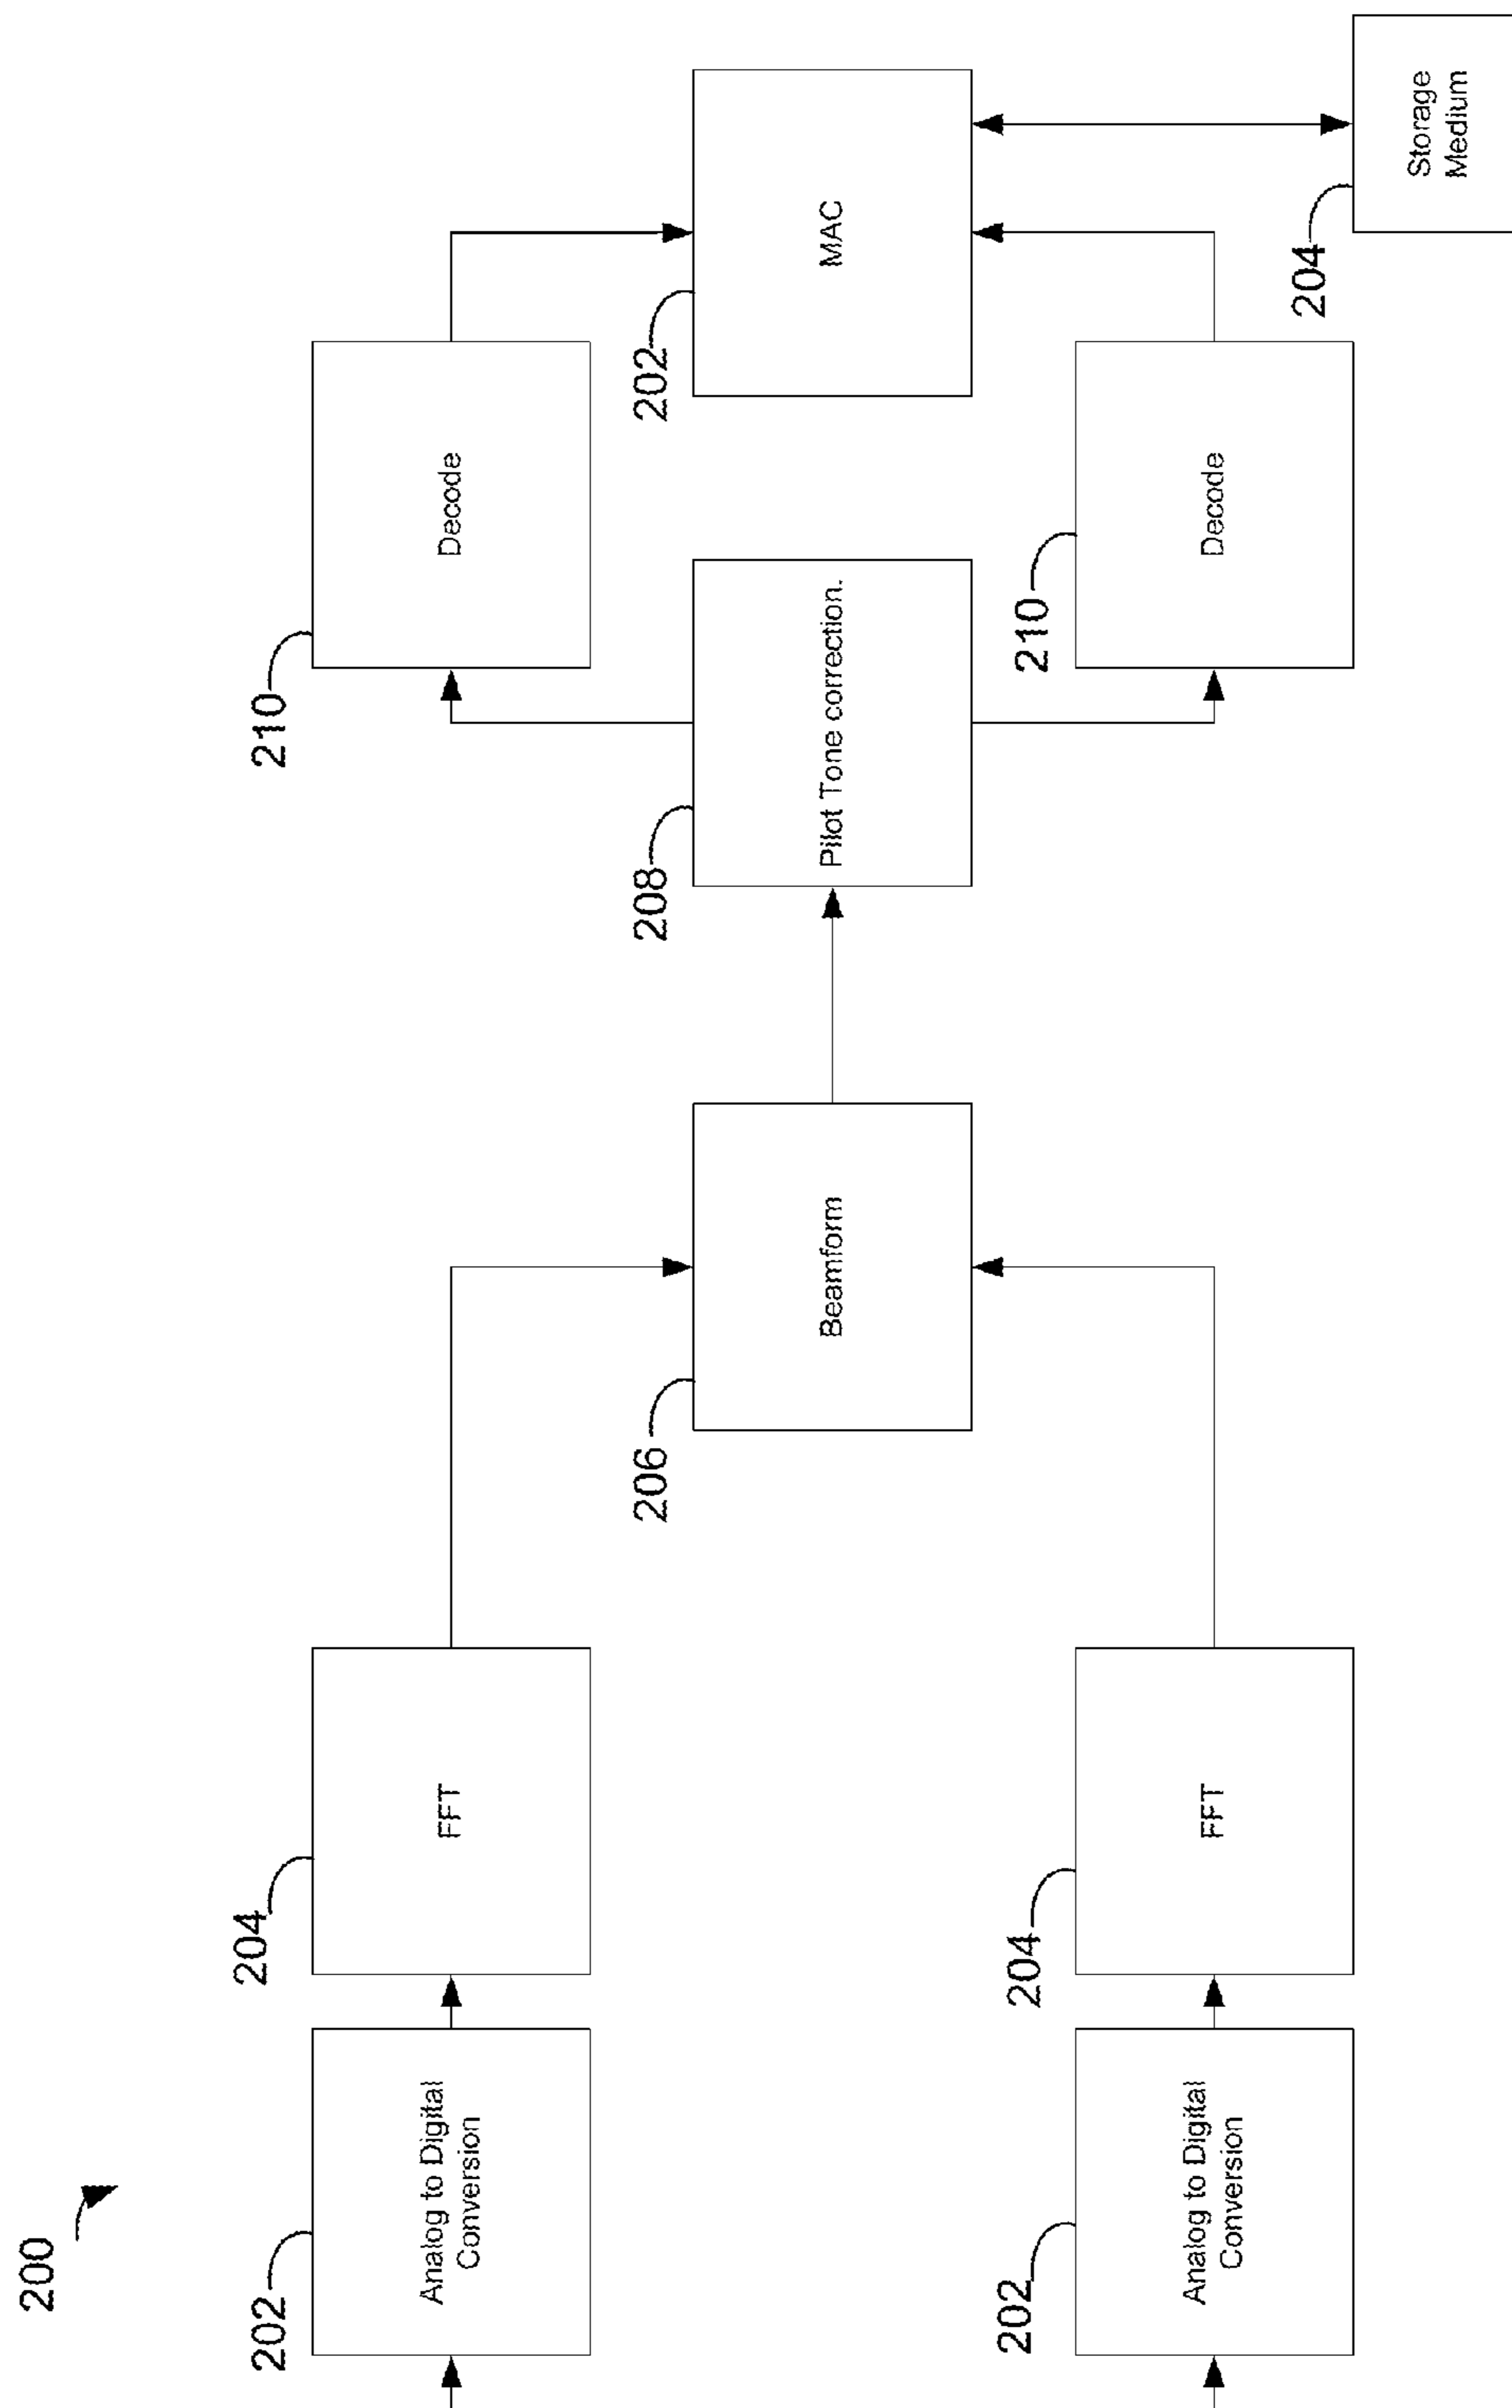 200
202
Analog to Digital
Conversion
204
FFT
206
Beamform
208
Pilot Tone correction.
210
Decode
202
MAC
202
Analog to Digital
Conversion
204
FFT
210
Decode
204
Storage
Medium